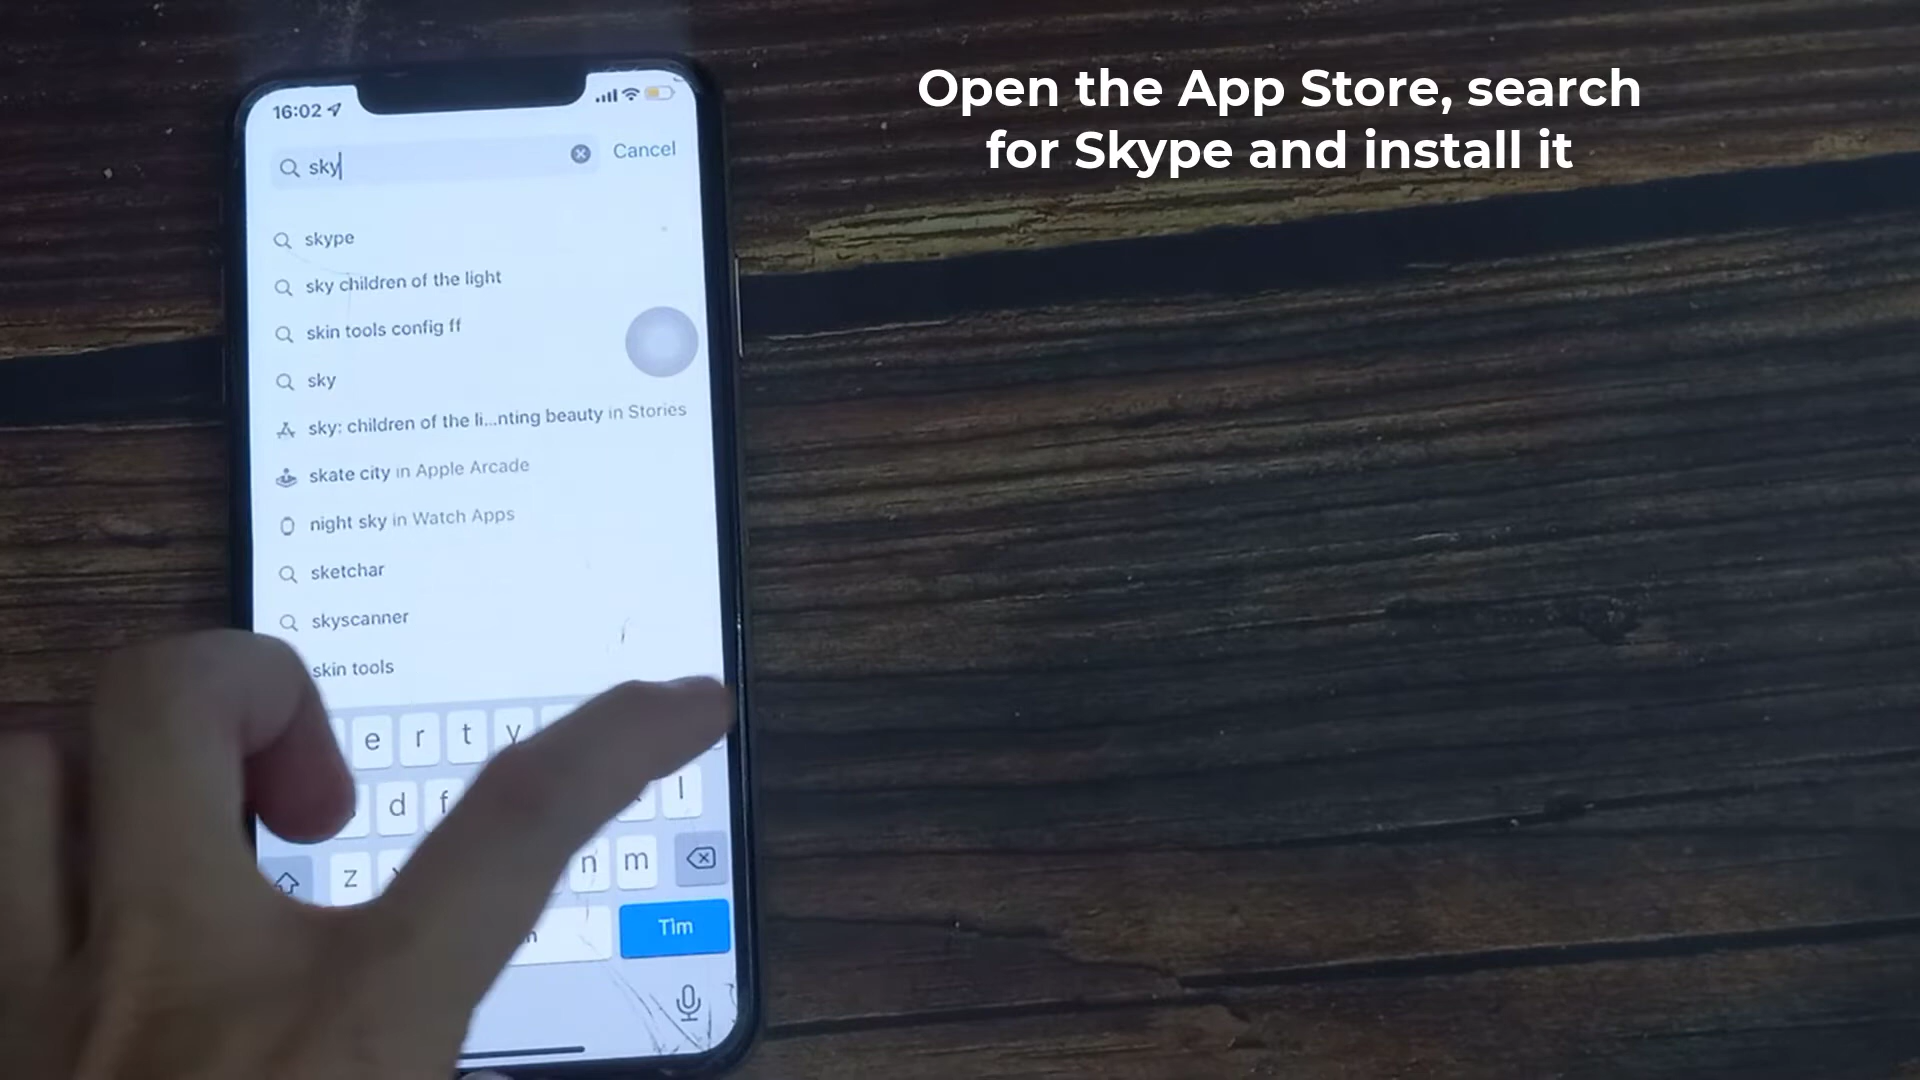 Open the App Store, search
for Skype and install it
16:02
sky
Cancel
skype
sky children of the light
skin tools config ff
sky
sky: children of the li...nting beauty in Stories
skate city in Apple Arcade
night sky in Watch Apps
sketchar
skyscanner
skin tools
e r t y
d f l
z n m
Tìm